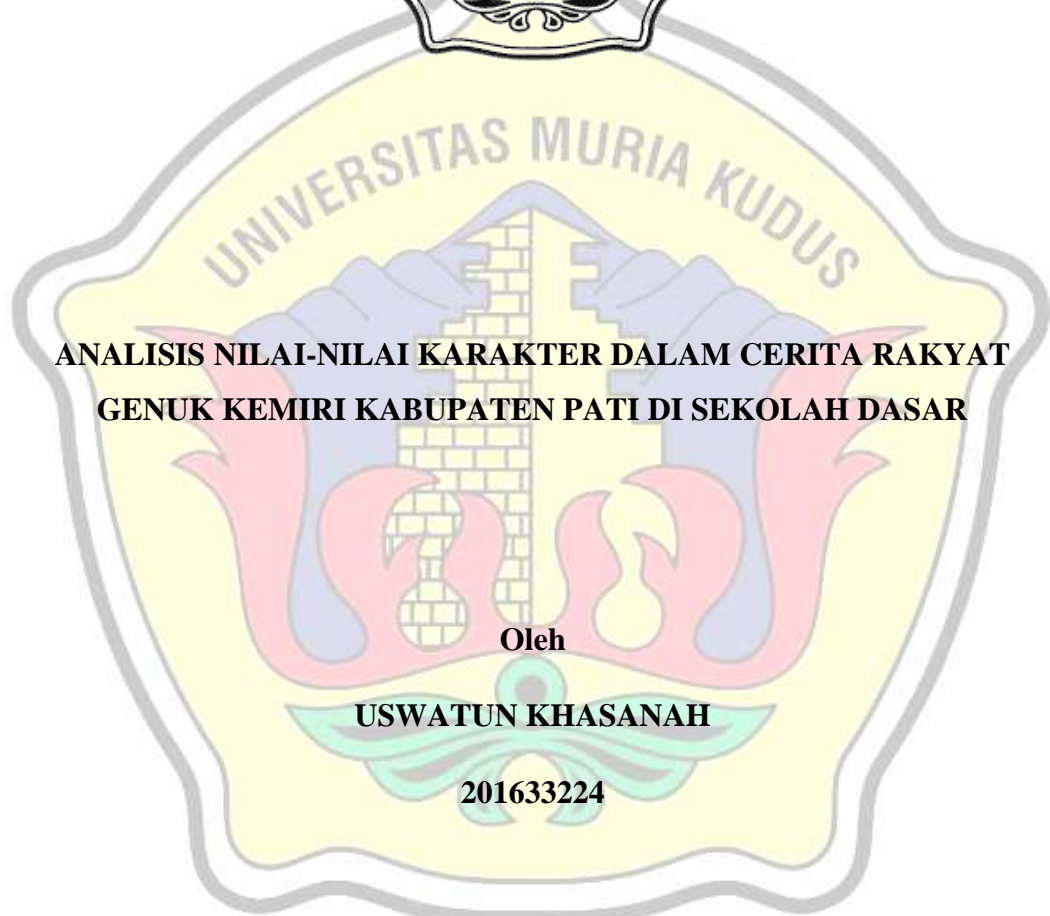 UNIVERSITAS MURIA KUDUS
ANALISIS NILAI-NILAI KARAKTER DALAM CERITA RAKYAT
GENUK KEMIRI KABUPATEN PATI DI SEKOLAH DASAR
Oleh
USWATUN KHASANAH
201633224